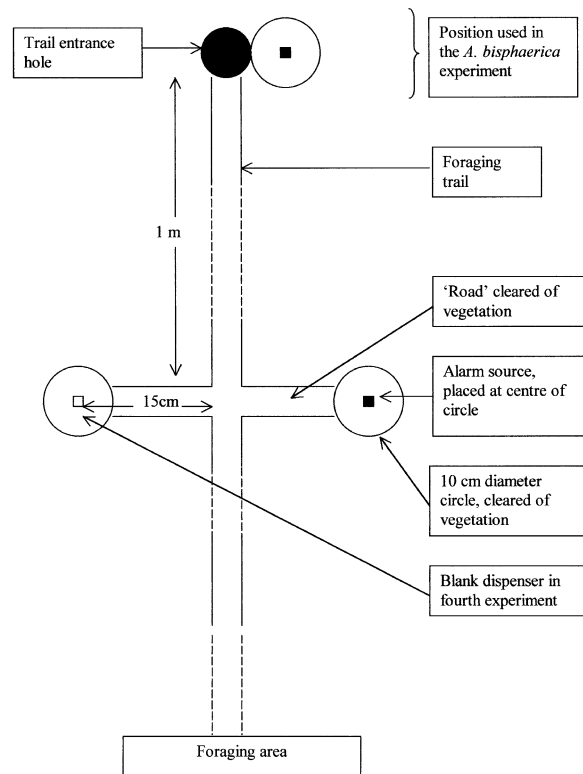 Trail entrance
hole
Position used in
the A. bisphaerica
experiment
Foraging
trail
1 m
‘Road’ cleared of
vegetation
Alarm source,
placed at centre of
circle
15cm
10 cm diameter
circle, cleared of
vegetation
Blank dispenser in
fourth experiment
Foraging area